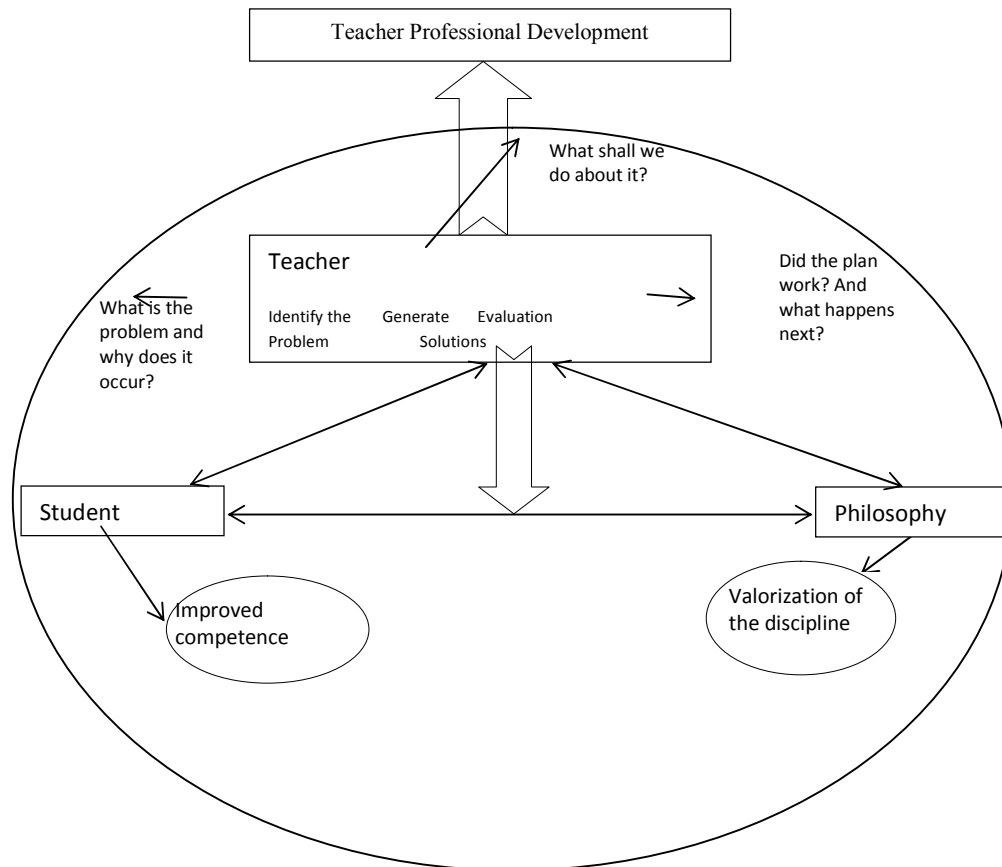 Teacher Professional Development
What shall we
do about it?
Teacher
Identify the Generate Evaluation
Problem Solutions
What is the
problem and
why does it
occur?
Did the plan
work? And
what happens
next?
Student
Philosophy
Improved
competence
Valorization of
the discipline